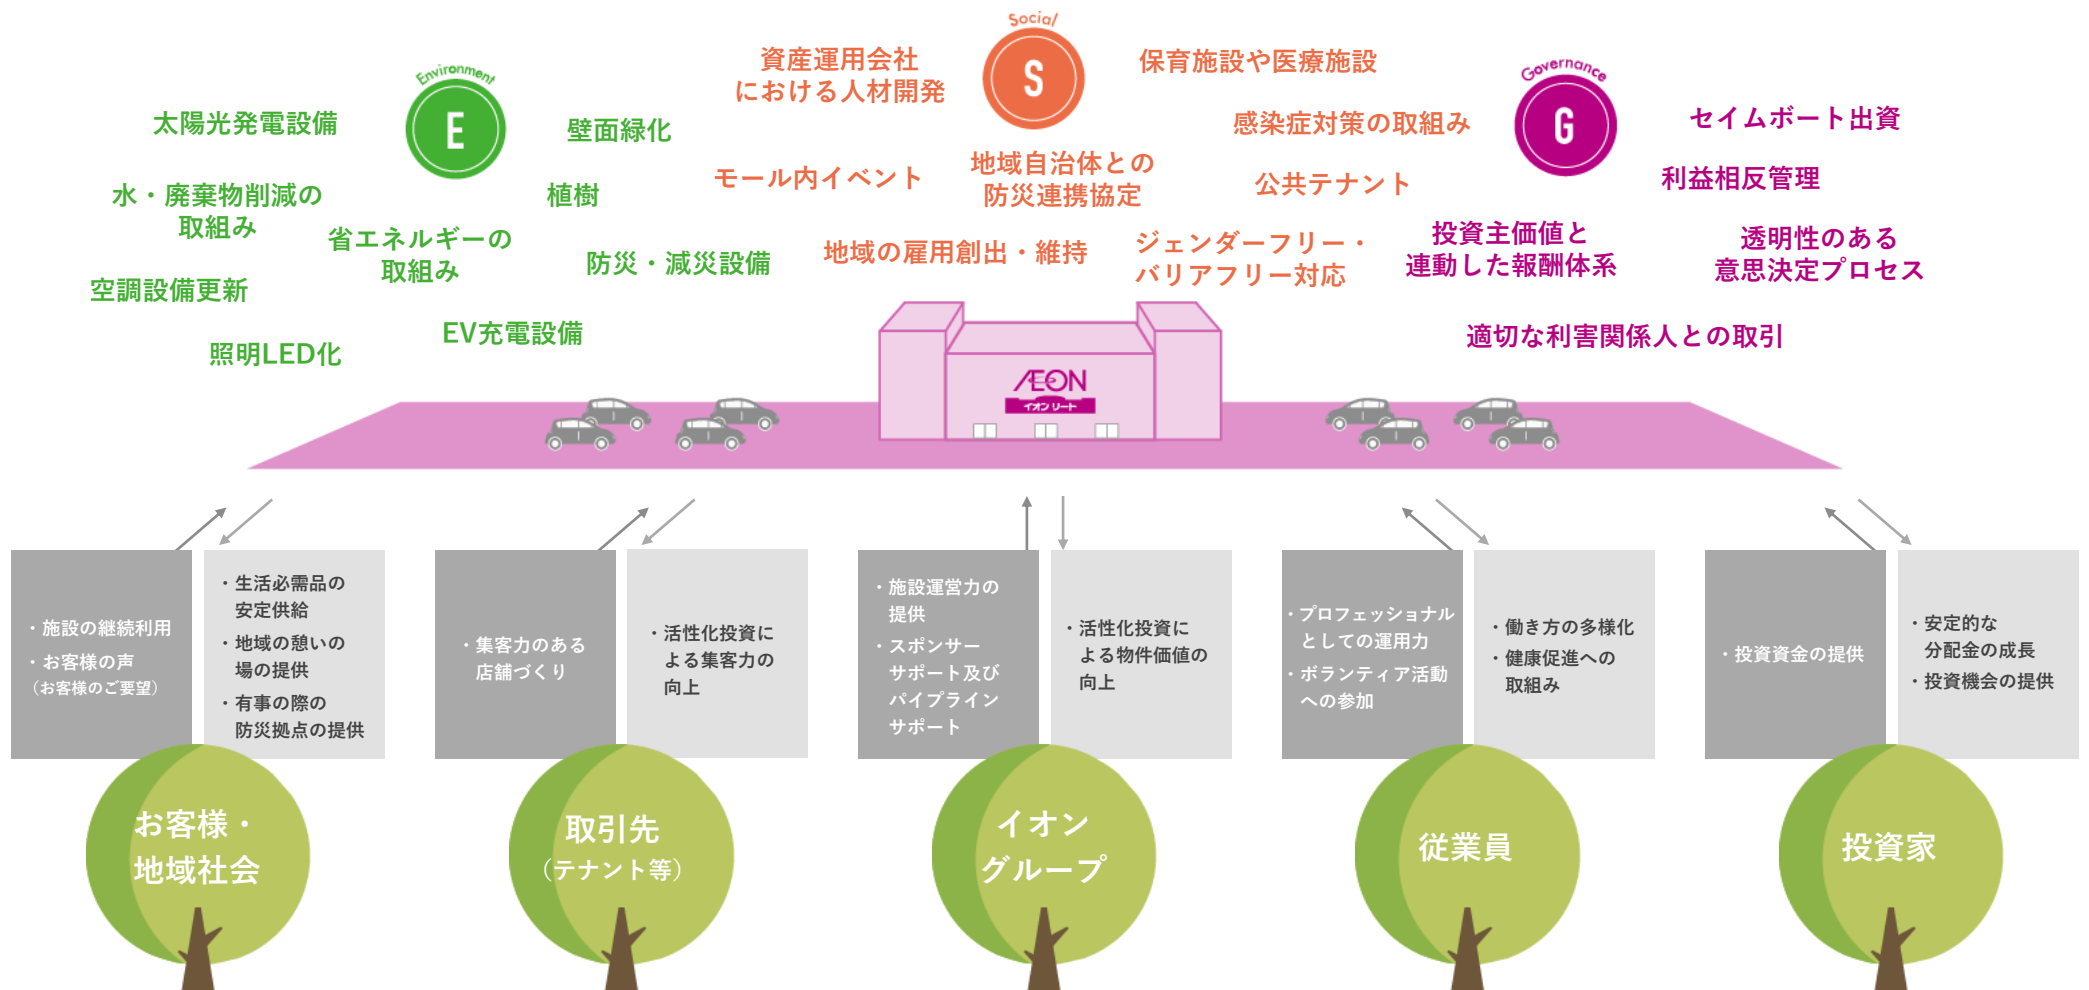 Environment
E
太陽光発電設備
壁面緑化
水・廃棄物削減の
取組み
植樹
省エネルギーの
取組み
防災・減災設備
空調設備更新
EV充電設備
照明LED化
Social
S
資産運用会社
における人材開発
保育施設や医療施設
感染症対策の取組み
モール内イベント
地域自治体との
防災連携協定
公共テナント
地域の雇用創出・維持
ジェンダーフリー・
バリアフリー対応
Governance
G
セイムボート出資
利益相反管理
投資主価値と
連動した報酬体系
透明性のある
意思決定プロセス
適切な利害関係人との取引
ÆON
イオン リート
・施設の継続利用
・お客様の声
（お客様のご要望）
・生活必需品の
安定供給
・地域の憩いの
場の提供
・有事の際の
防災拠点の提供
お客様・
地域社会
・集客力のある
店舗づくり
・活性化投資に
よる集客力の
向上
取引先
（テナント等）
・施設運営力の
提供
・スポンサー
サポート及び
パイプライン
サポート
・活性化投資に
よる物件価値の
向上
イオン
グループ
・プロフェッショナル
としての運用力
・ボランティア活動
への参加
・働き方の多様化
・健康促進への
取組み
従業員
・投資資金の提供
・安定的な
分配金の成長
・投資機会の提供
投資家